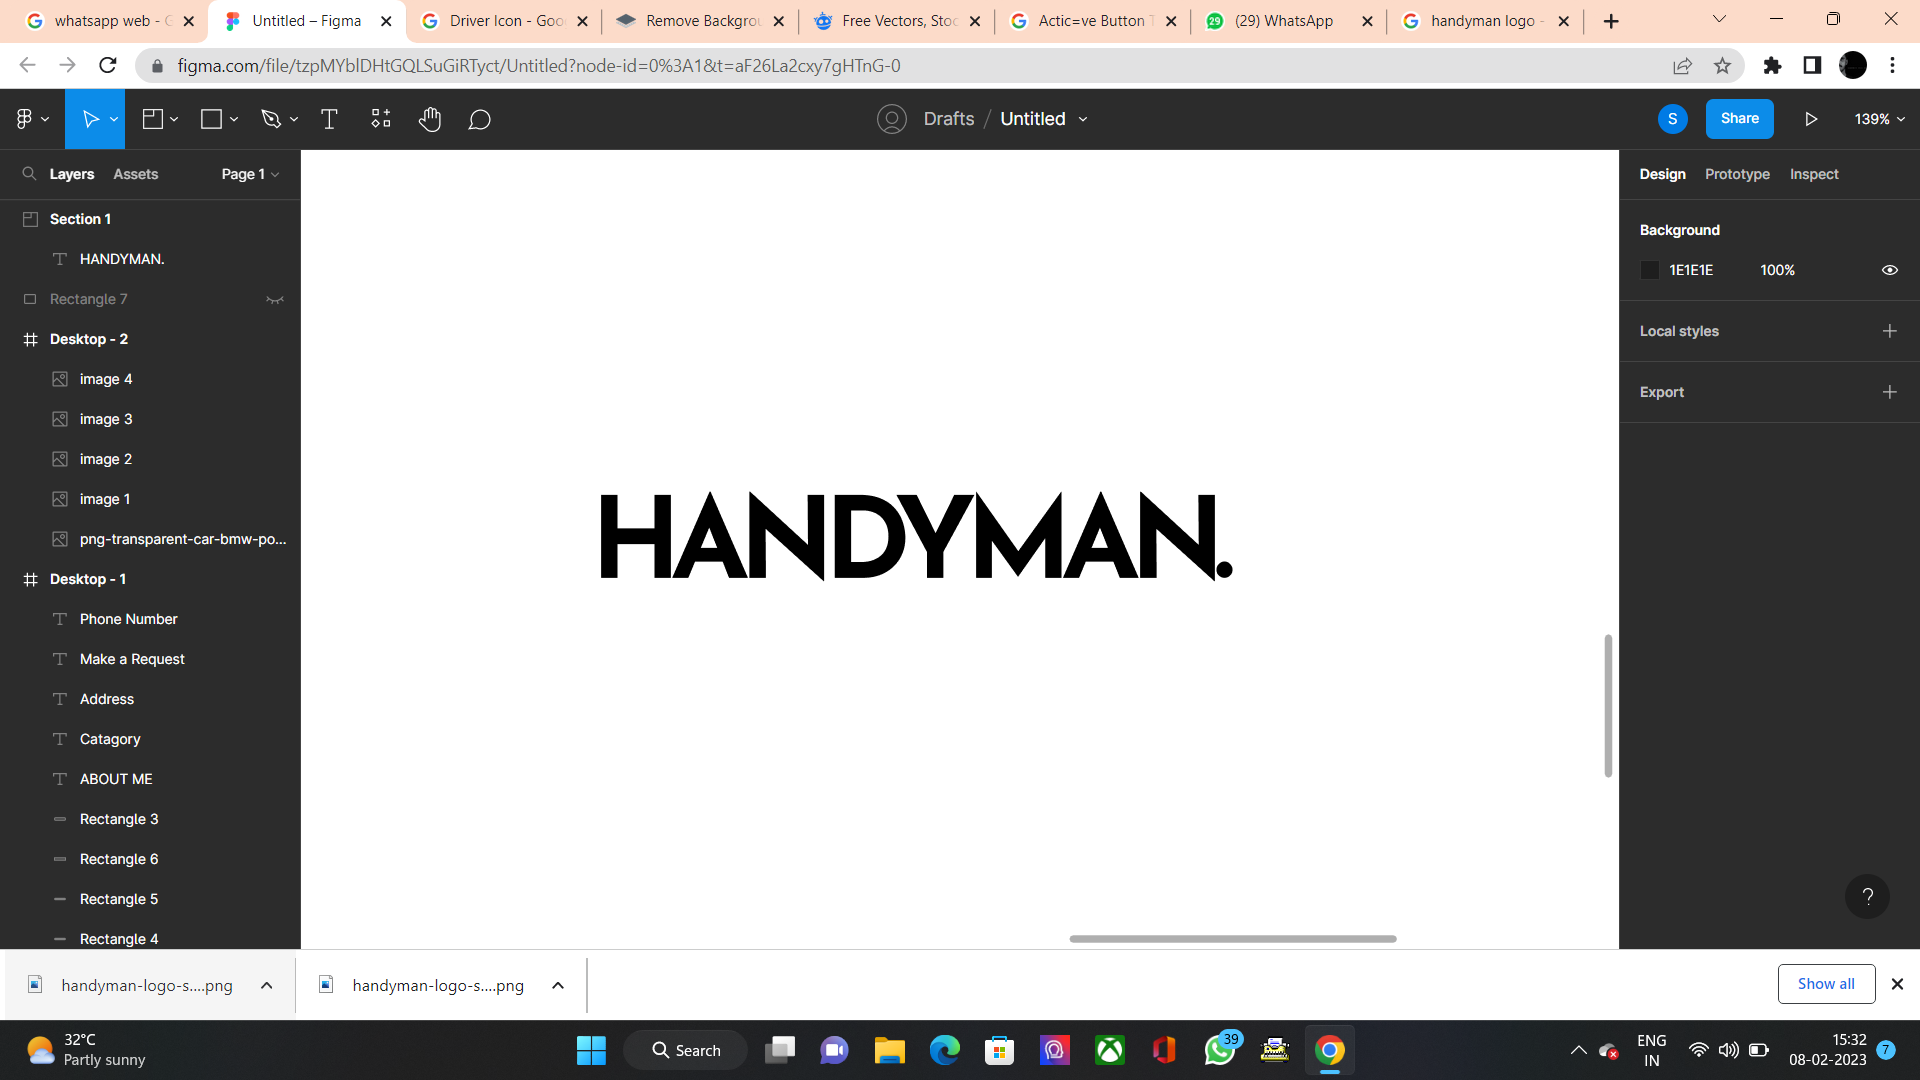 whatsapp web - G
Untitled – Figma
Driver Icon - Goo
Remove Backgrou
Free Vectors, Stoc
Actic=ve Button T
(29) WhatsApp
handyman logo -
figma.com/file/tzpMYblDHtGQLSuGiRTyct/Untitled?node-id=0%3A1&t=aF26La2cxy7gHTnG-0
Drafts / Untitled
S
Share
139%
Layers
Assets
Page 1
Design
Prototype
Inspect
Section 1
HANDYMAN.
Rectangle 7
Desktop - 2
image 4
image 3
image 2
image 1
png-transparent-car-bmw-po...
Desktop - 1
Phone Number
Make a Request
Address
Catagory
ABOUT ME
Rectangle 3
Rectangle 6
Rectangle 5
Rectangle 4
HANDYMAN.
Background
1E1E1E
100%
Local styles
Export
?
handyman-logo-s....png
handyman-logo-s....png
Show all
32°C
Partly sunny
Search
39
ENG
IN
15:32
08-02-2023
7